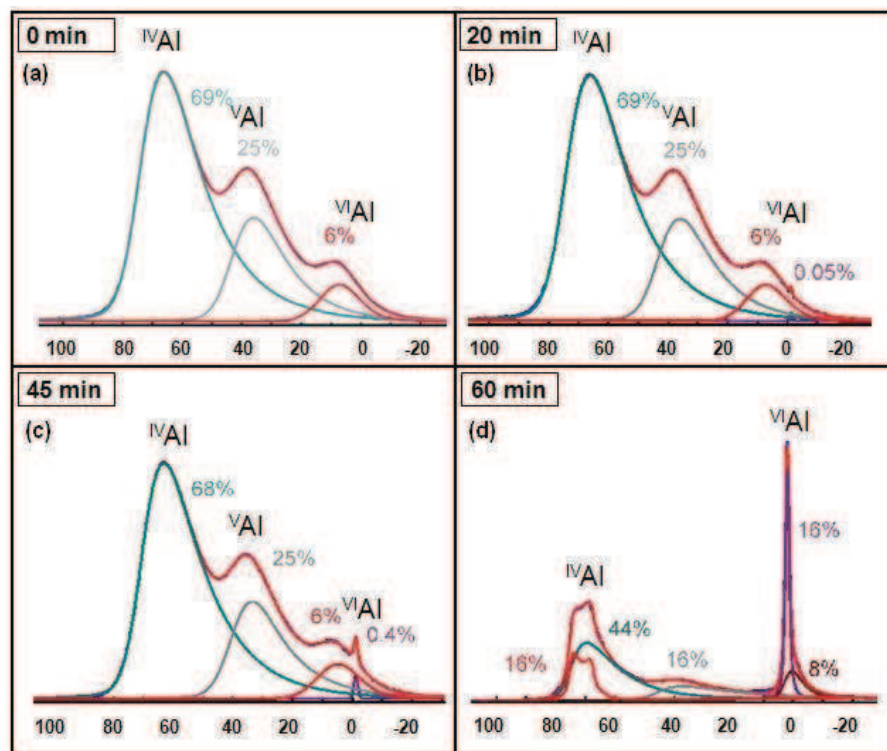 0 min
(a)
IVAl
69%
VAl
25%
VIAl
6%
100 80 60 40 20 0 -20
20 min
(b)
IVAl
69%
VAl
25%
VIAl
6%
0.05%
100 80 60 40 20 0 -20
45 min
(c)
IVAl
68%
VAl
25%
6%
VIAl
0.4%
100 80 60 40 20 0 -20
60 min
(d)
IVAl
16%
44%
16%
VIAl
16%
8%
100 80 60 40 20 0 -20